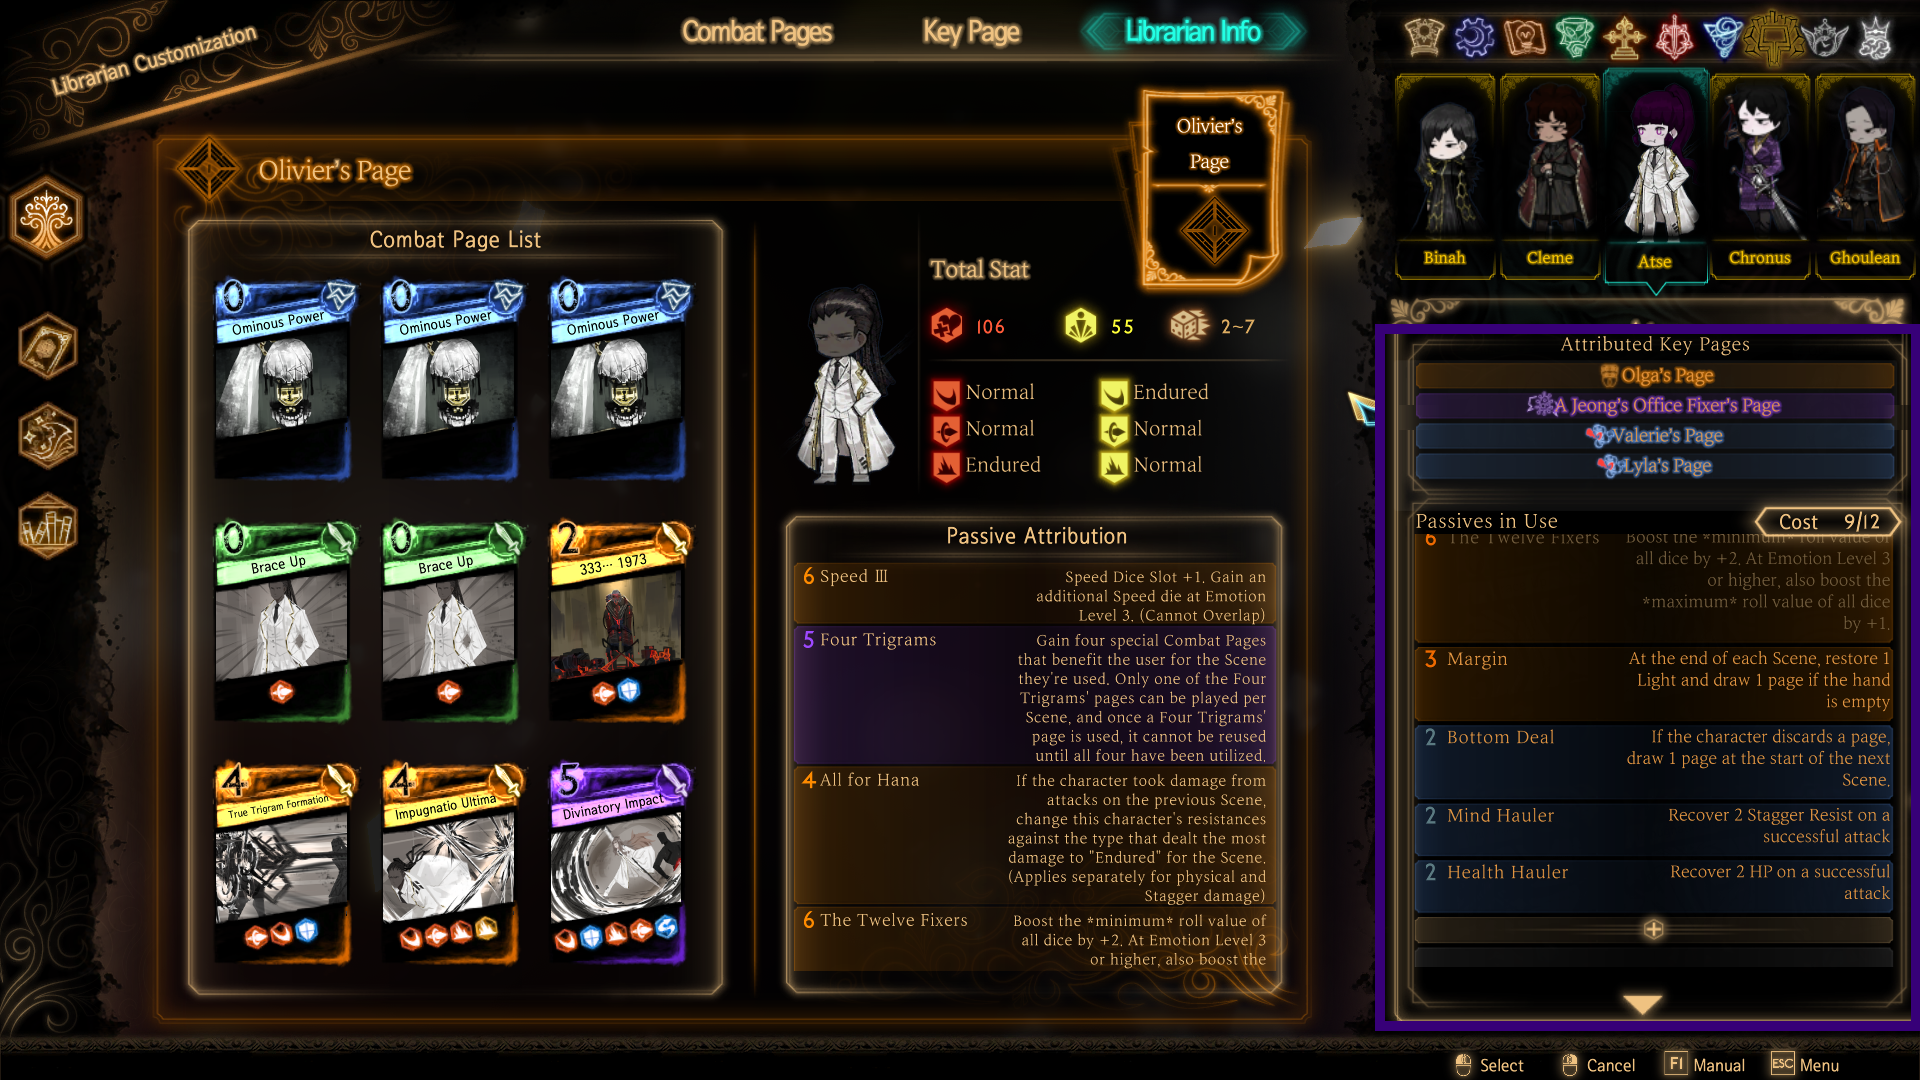 Librarian Customization
Combat Pages
Key Page
Librarian Info
Olivier's Page
Combat Page List
0
Ominous Power
0
Ominous Power
0
Ominous Power
0
Brace Up
0
Brace Up
2
333… 1973
4
True Trigram Formation
4
Impugnatio Ultima
5
Divinatory Impact
Olivier's
Page
Total Stat
106
55
2~7
Normal
Endured
Normal
Normal
Endured
Normal
Passive Attribution
6 Speed III
Speed Dice Slot +1. Gain an
additional Speed die at Emotion
Level 3. (Cannot Overlap)
5 Four Trigrams
Gain four special Combat Pages
that benefit the user for the Scene
they're used. Only one of the Four
Trigrams' pages can be played per
Scene, and once a Four Trigrams'
page is used, it cannot be reused
until all four have been utilized.
4 All for Hana
If the character took damage from
attacks on the previous Scene,
change this character's resistances
against the type that dealt the most
damage to "Endured" for the Scene.
(Applies separately for physical and
Stagger damage)
6 The Twelve Fixers
Boost the *minimum* roll value of
all dice by +2. At Emotion Level 3
or higher, also boost the
Binah
Cleme
Atse
Chronus
Ghoulean
Attributed Key Pages
Olga's Page
A Jeong's Office Fixer's Page
Valerie's Page
Lyla's Page
Passives in Use
Cost 9/12
6 The Twelve Fixers
Boost the *minimum* roll value of
all dice by +2. At Emotion Level 3
or higher, also boost the
*maximum* roll value of all dice
by +1.
3 Margin
At the end of each Scene, restore 1
Light and draw 1 page if the hand
is empty
2 Bottom Deal
If the character discards a page,
draw 1 page at the start of the next
Scene.
2 Mind Hauler
Recover 2 Stagger Resist on a
successful attack
2 Health Hauler
Recover 2 HP on a successful
attack
Select
Cancel
F1 Manual
ESC Menu